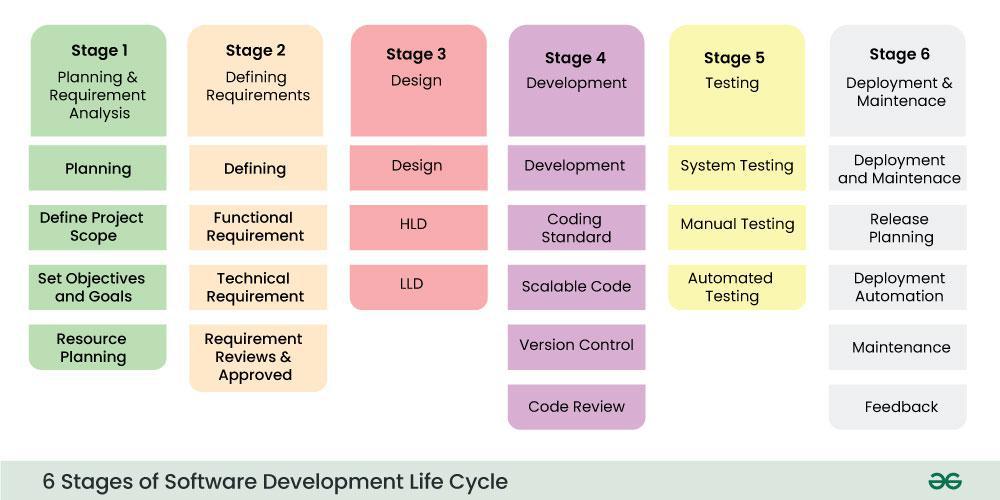 Stage 1
Planning &
Requirement
Analysis
Planning
Define Project
Scope
Set Objectives
and Goals
Resource
Planning
Stage 2
Defining
Requirements
Defining
Functional
Requirement
Technical
Requirement
Requirement
Reviews &
Approved
Stage 3
Design
Design
HLD
LLD
Stage 4
Development
Development
Coding
Standard
Scalable Code
Version Control
Code Review
Stage 5
Testing
System Testing
Manual Testing
Automated
Testing
Stage 6
Deployment &
Maintenace
Deployment
and Maintenace
Release
Planning
Deployment
Automation
Maintenance
Feedback
6 Stages of Software Development Life Cycle